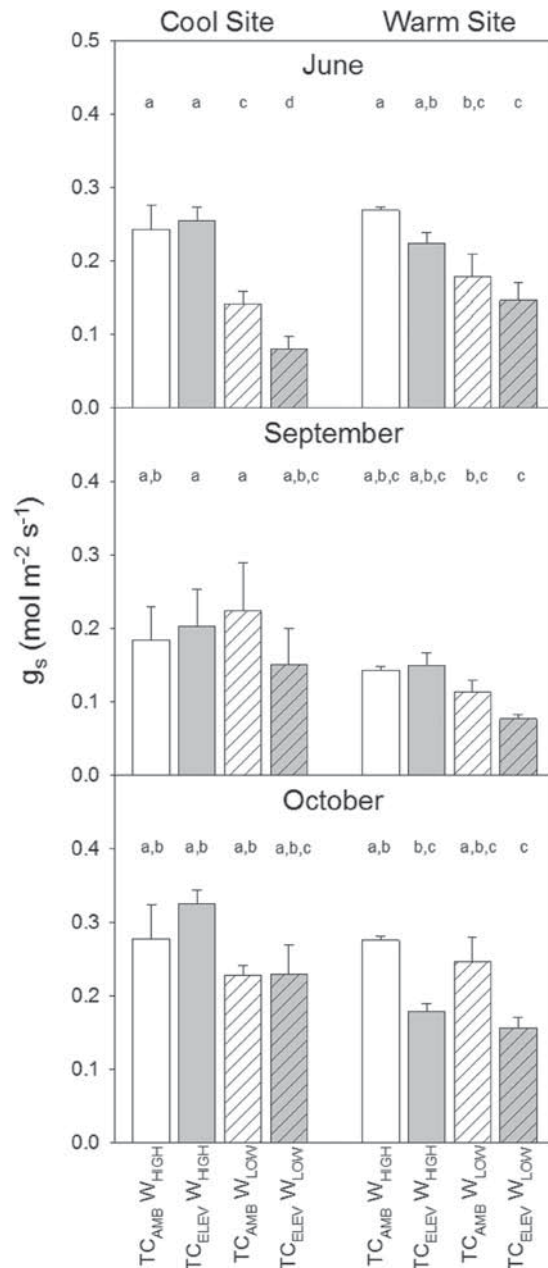 Cool Site Warm Site
June
0.5
a a c d a a,b b,c c
0.4
0.3
0.2
0.1
0.0
September
a,b a a a,b,c a,b,c a,b,c b,c c
0.4
0.3
0.2
0.1
0.0
October
a,b a,b a,b a,b,c a,b b,c a,b,c c
0.4
0.3
0.2
0.1
0.0
gs (mol m-2 s-1)
TCAMB WHIGH
TCELEV WHIGH
TCAMB WLOW
TCELEV WLOW
TCAMB WHIGH
TCELEV WHIGH
TCAMB WLOW
TCELEV WLOW